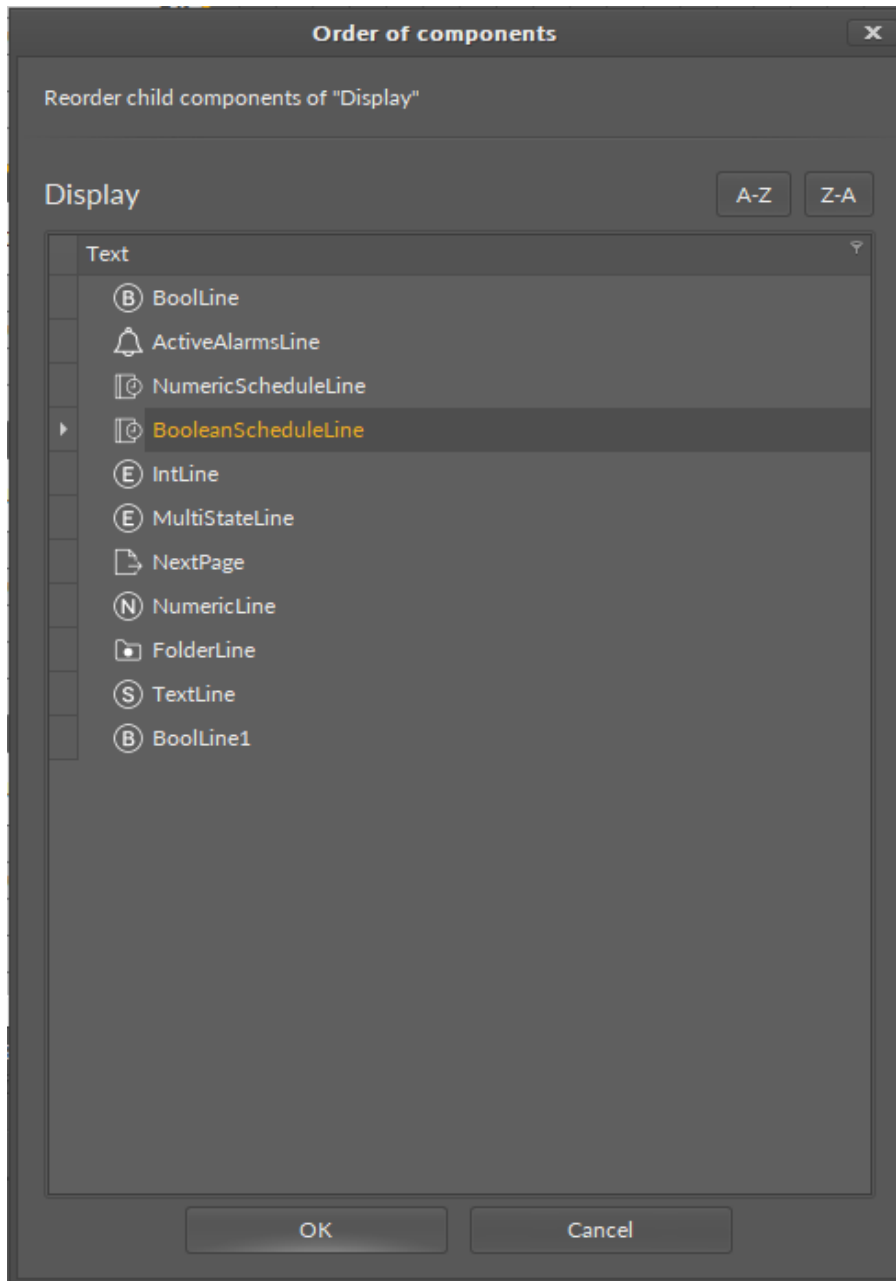 Order of components
Reorder child components of "Display"
Display
A-Z Z-A
Text
B BoolLine
ActiveAlarmsLine
NumericScheduleLine
BooleanScheduleLine
E IntLine
E MultiStateLine
NextPage
N NumericLine
FolderLine
S TextLine
B BoolLine1
OK Cancel